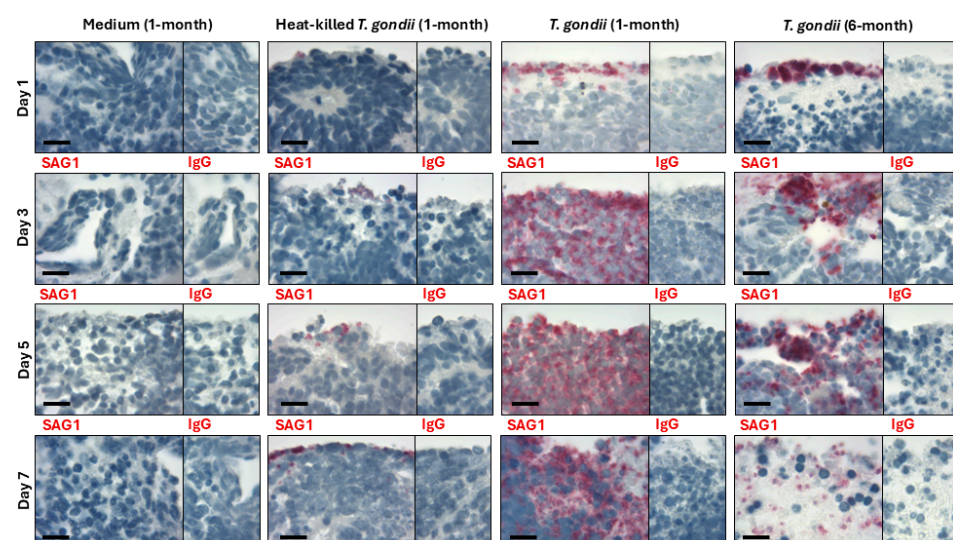 Medium (1-month) Heat-killed T. gondii (1-month) T. gondii (1-month) T. gondii (6-month)
Day 1
SAG1 IgG SAG1 IgG SAG1 IgG SAG1 IgG
Day 3
SAG1 IgG SAG1 IgG SAG1 IgG SAG1 IgG
Day 5
SAG1 IgG SAG1 IgG SAG1 IgG SAG1 IgG
Day 7